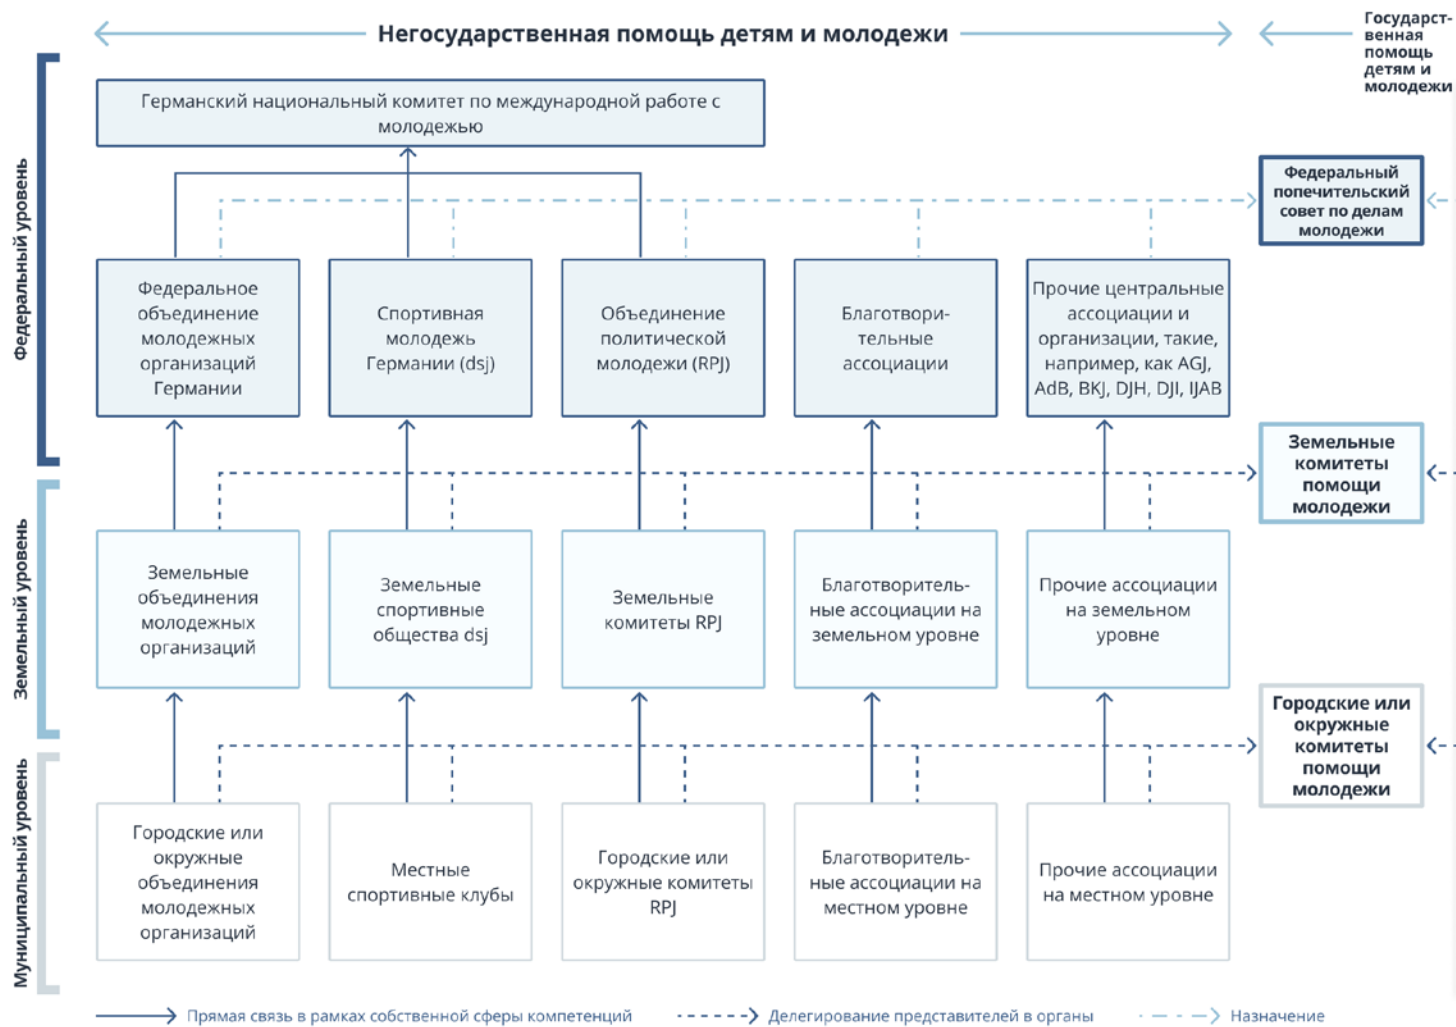 Негосударственная помощь детям и молодежи
Государст-
венная
помощь
детям и
молодежи
Федеральный уровень
Германский национальный комитет по международной работе с
молодежью
Федеральный
попечительский
совет по делам
молодежи
Федеральное
объединение
молодежных
организаций
Германии
Спортивная
молодежь
Германии (dsj)
Объединение
политической
молодежи (RPJ)
Благотвори-
тельные
ассоциации
Прочие центральные
ассоциации и
организации, такие,
например, как AGJ,
AdB, BKJ, DJH, DJI, IJAB
Земельные
комитеты
помощи
молодежи
Земельный уровень
Земельные
объединения
молодежных
организаций
Земельные
спортивные
общества dsj
Земельные
комитеты RPJ
Благотворитель-
ные ассоциации на
земельном уровне
Прочие ассоциации
на земельном
уровне
Городские или
окружные
комитеты
помощи
молодежи
Муниципальный уровень
Городские или
окружные
объединения
молодежных
организаций
Местные
спортивные клубы
Городские или
окружные комитеты
RPJ
Благотворитель-
ные ассоциации на
местном уровне
Прочие ассоциации
на местном уровне
Прямая связь в рамках собственной сферы компетенций
Делегирование представителей в органы
Назначение